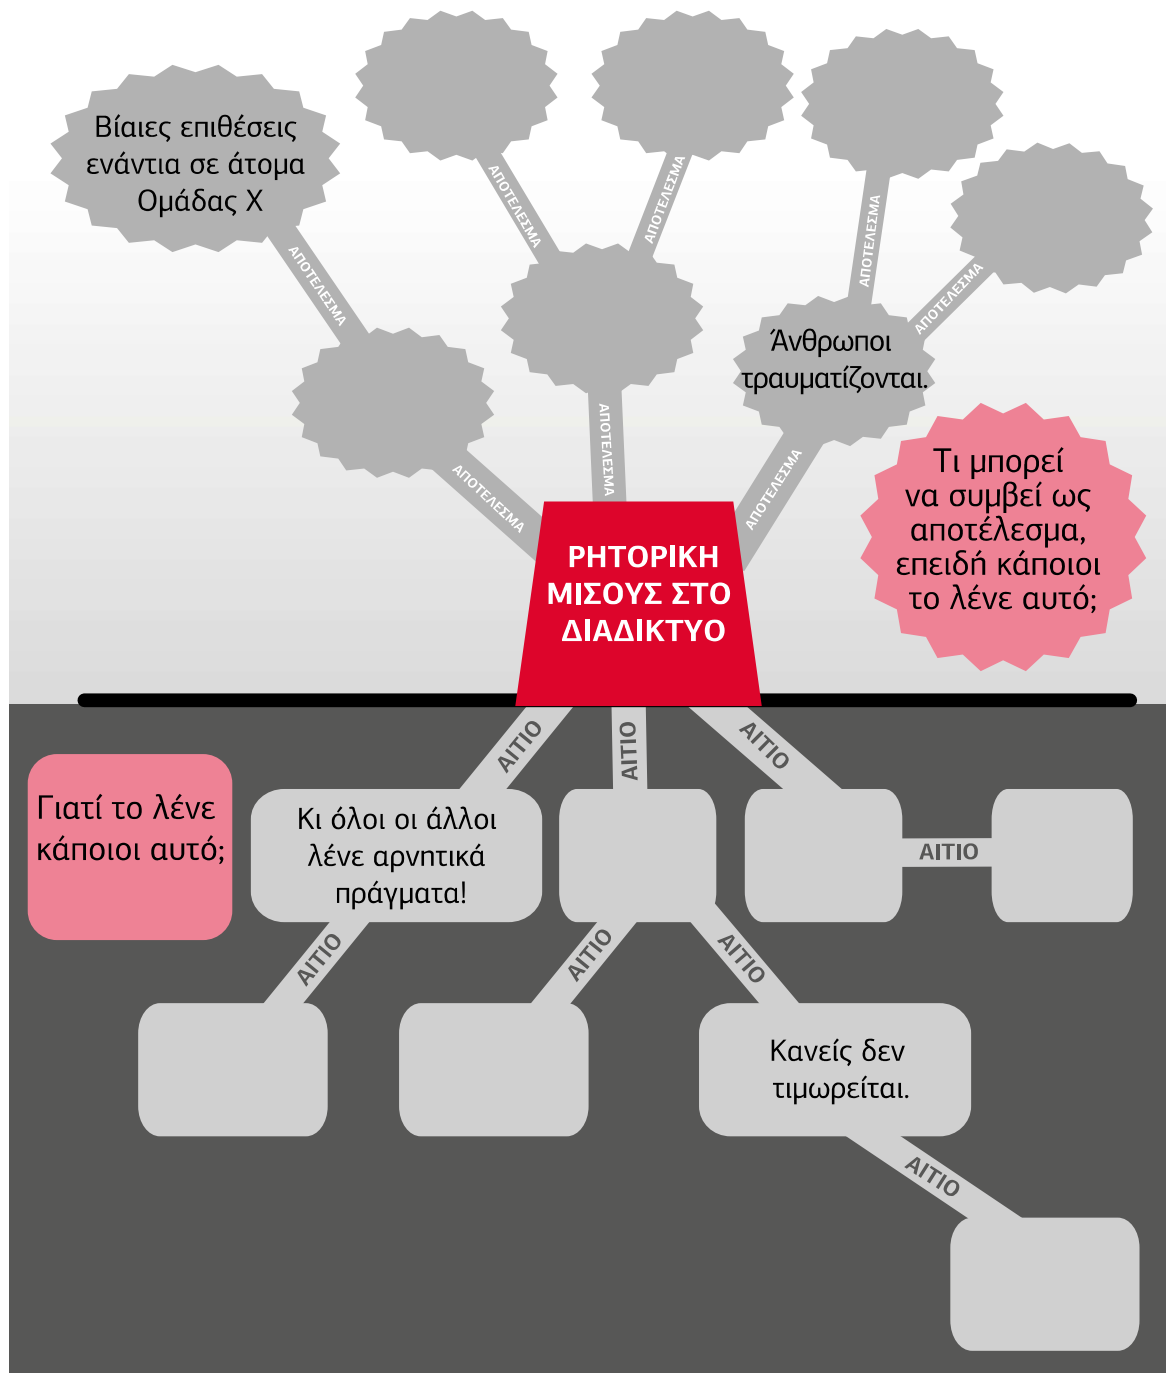 Βίαιες επιθέσεις
ενάντια σε άτομα
Ομάδας Χ
ΑΠΟΤΕΛΕΣΜΑ
ΑΠΟΤΕΛΕΣΜΑ
ΑΠΟΤΕΛΕΣΜΑ
ΑΠΟΤΕΛΕΣΜΑ
ΑΠΟΤΕΛΕΣΜΑ
Άνθρωποι
τραυματίζονται.
ΑΠΟΤΕΛΕΣΜΑ
ΑΠΟΤΕΛΕΣΜΑ
ΑΠΟΤΕΛΕΣΜΑ
Τι μπορεί
να συμβεί ως
αποτέλεσμα,
επειδή κάποιοι
το λένε αυτό;
ΡΗΤΟΡΙΚΗ
ΜΙΣΟΥΣ ΣΤΟ
ΔΙΑΔΙΚΤΥΟ
ΑΙΤΙΟ
ΑΙΤΙΟ
ΑΙΤΙΟ
Γιατί το λένε
κάποιοι αυτό;
Κι όλοι οι άλλοι
λένε αρνητικά
πράγματα!
ΑΙΤΙΟ
ΑΙΤΙΟ
ΑΙΤΙΟ
ΑΙΤΙΟ
Κανείς δεν
τιμωρείται.
ΑΙΤΙΟ